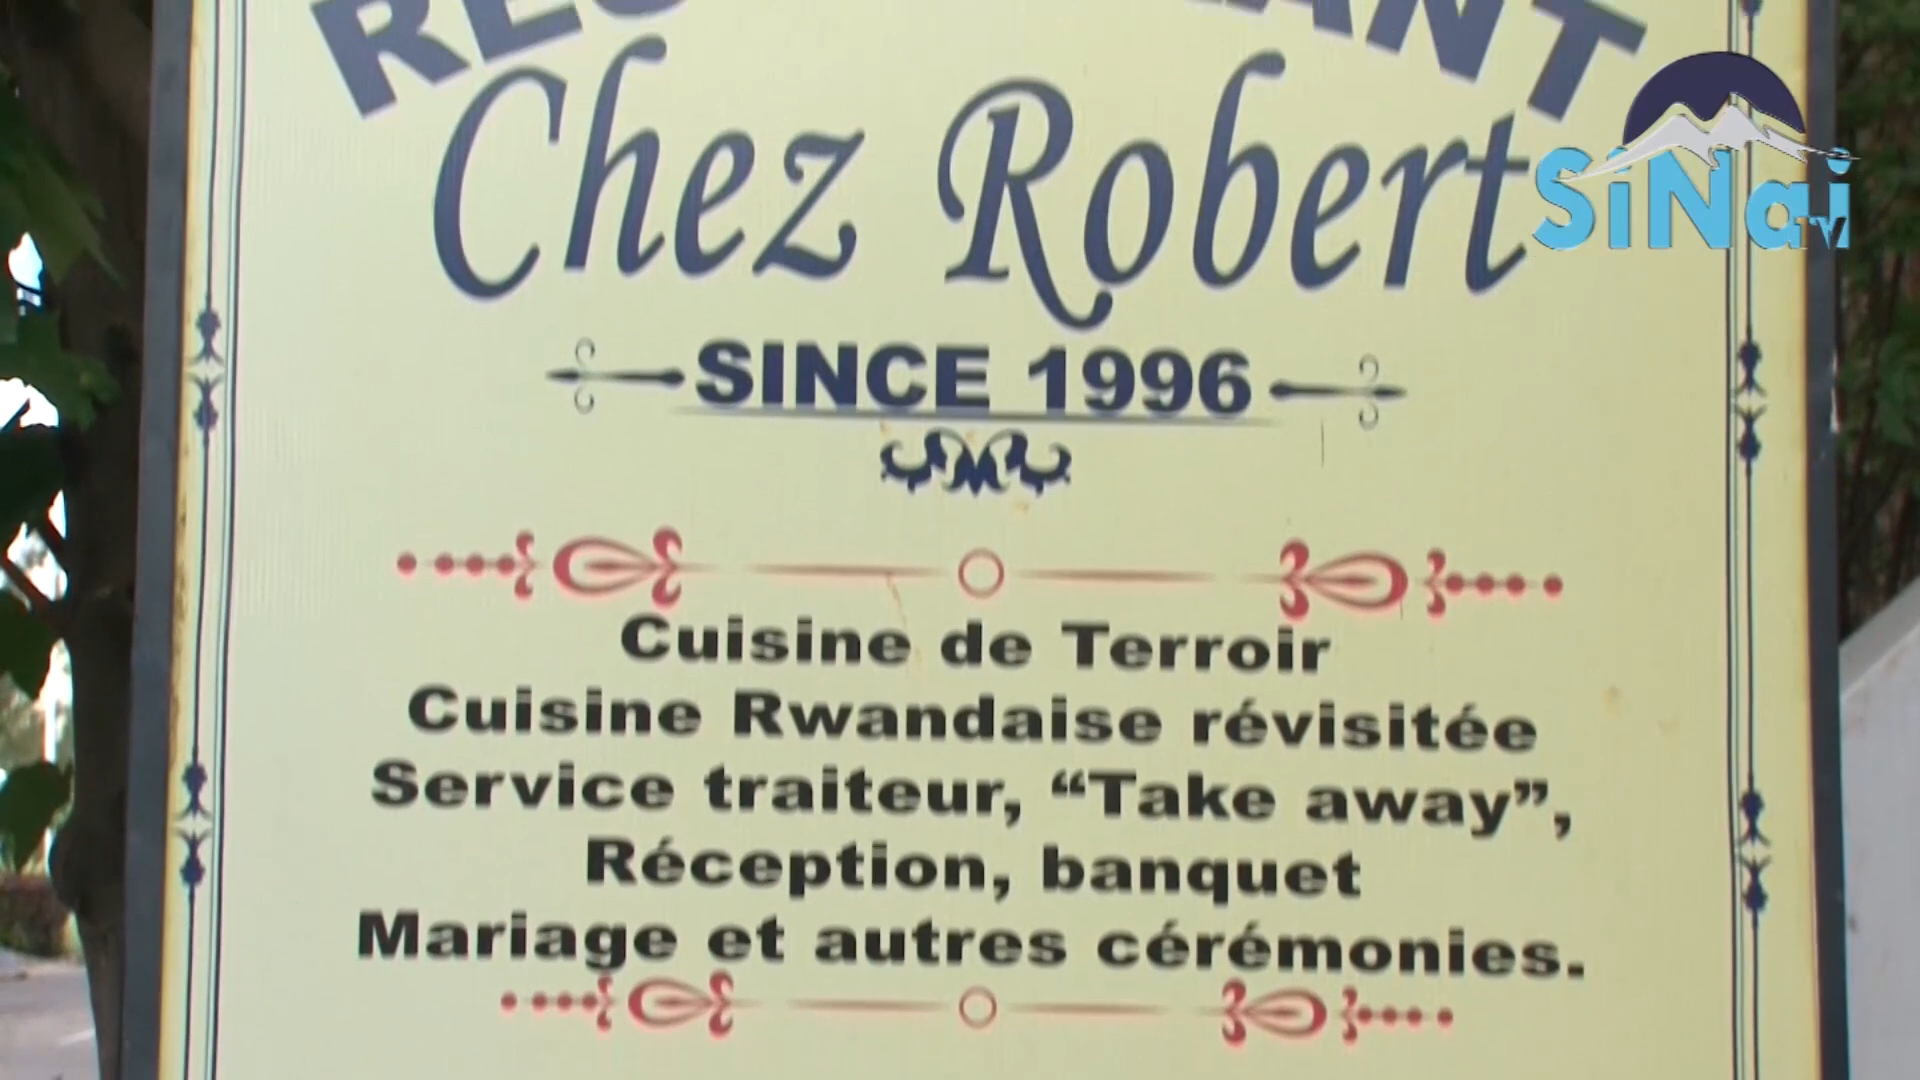 RESTAURANT
Chez Robert
SINCE 1996
Cuisine de Terroir
Cuisine Rwandaise révisitée
Service traiteur, “Take away”,
Réception, banquet
Mariage et autres cérémonies.
SiNai
TV